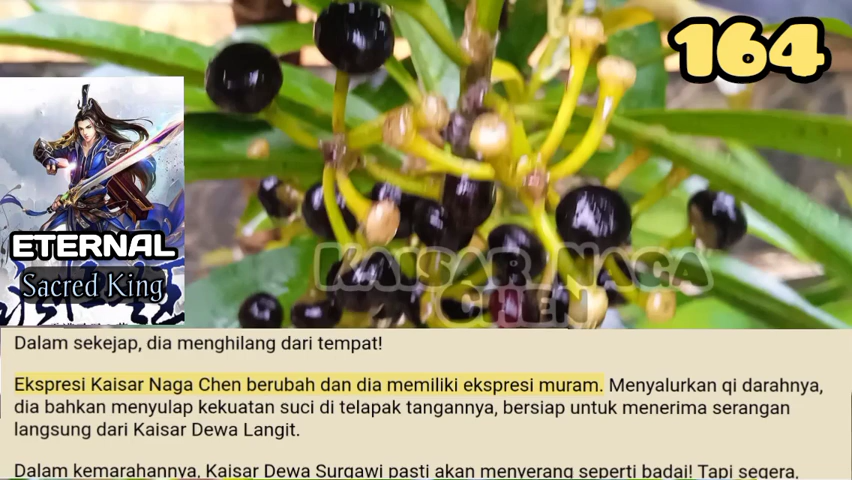 164
ETERNAL
Sacred King
KAISAR NAGA
CHEN
Dalam sekejap, dia menghilang dari tempat!
Ekspresi Kaisar Naga Chen berubah dan dia memiliki ekspresi muram. Menyalurkan qi darahnya,
dia bahkan menyulap kekuatan suci di telapak tangannya, bersiap untuk menerima serangan
langsung dari Kaisar Dewa Langit.
Dalam kemarahannya, Kaisar Dewa Surgawi pasti akan menyerang seperti badai! Tapi segera,